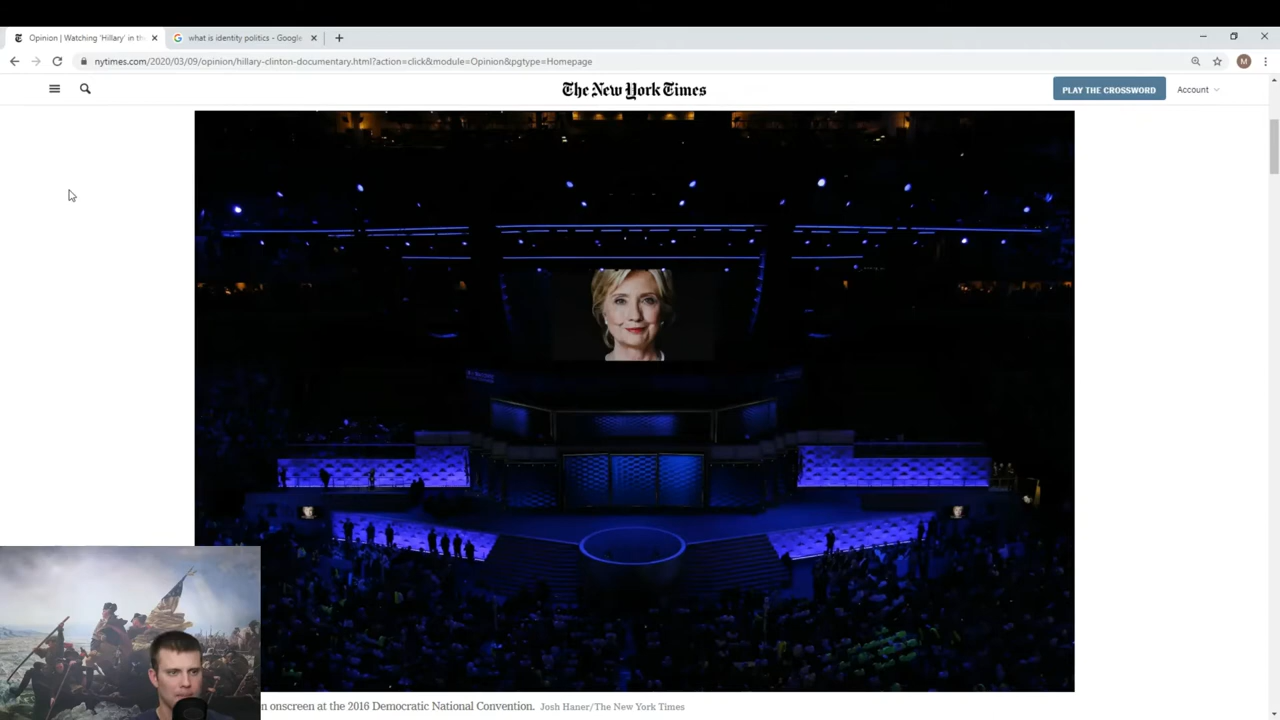 Opinion | Watching 'Hillary' in th
what is identity politics - Google
nytimes.com/2020/03/09/opinion/hillary-clinton-documentary.html?action=click&module=Opinion&pgtype=Homepage
M
The New York Times
PLAY THE CROSSWORD
Account
n onscreen at the 2016 Democratic National Convention. Josh Haner/The New York Times